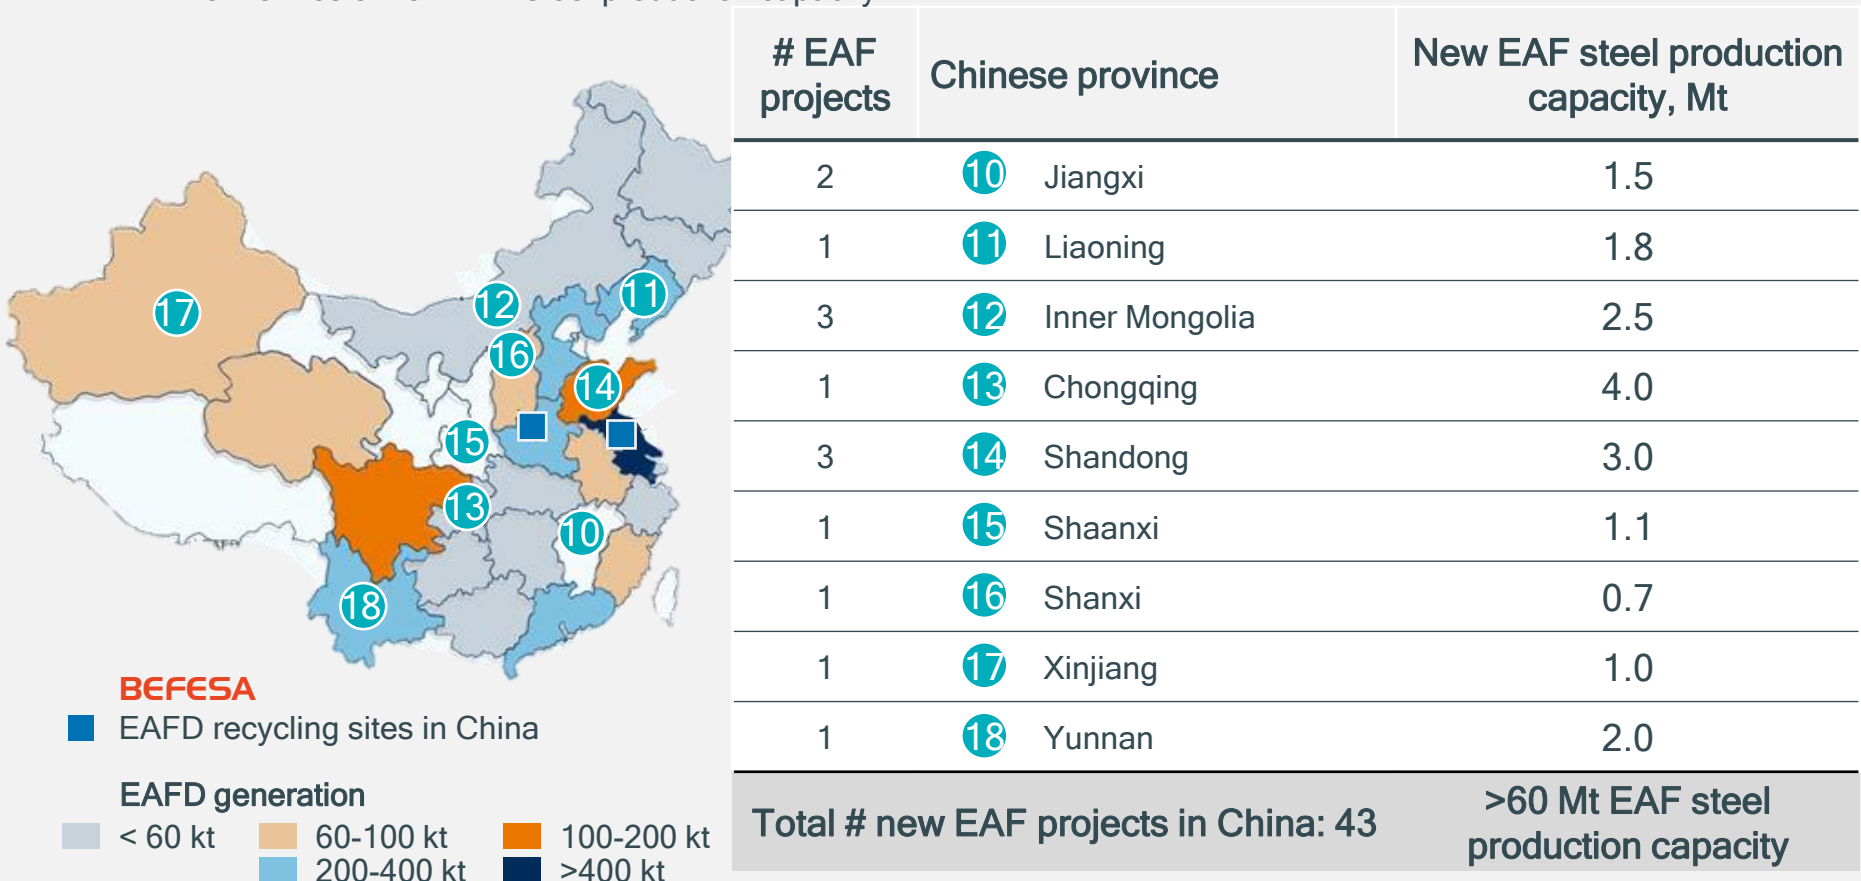 # EAF projects
Chinese province
New EAF steel production capacity, Mt
2 10 Jiangxi 1.5
1 11 Liaoning 1.8
3 12 Inner Mongolia 2.5
1 13 Chongqing 4.0
3 14 Shandong 3.0
1 15 Shaanxi 1.1
1 16 Shanxi 0.7
1 17 Xinjiang 1.0
1 18 Yunnan 2.0
Total # new EAF projects in China: 43
>60 Mt EAF steel
production capacity
17
12
11
16
14
15
13
10
18
BEFESA
EAFD recycling sites in China
EAFD generation
< 60 kt 60-100 kt 100-200 kt
200-400 kt >400 kt